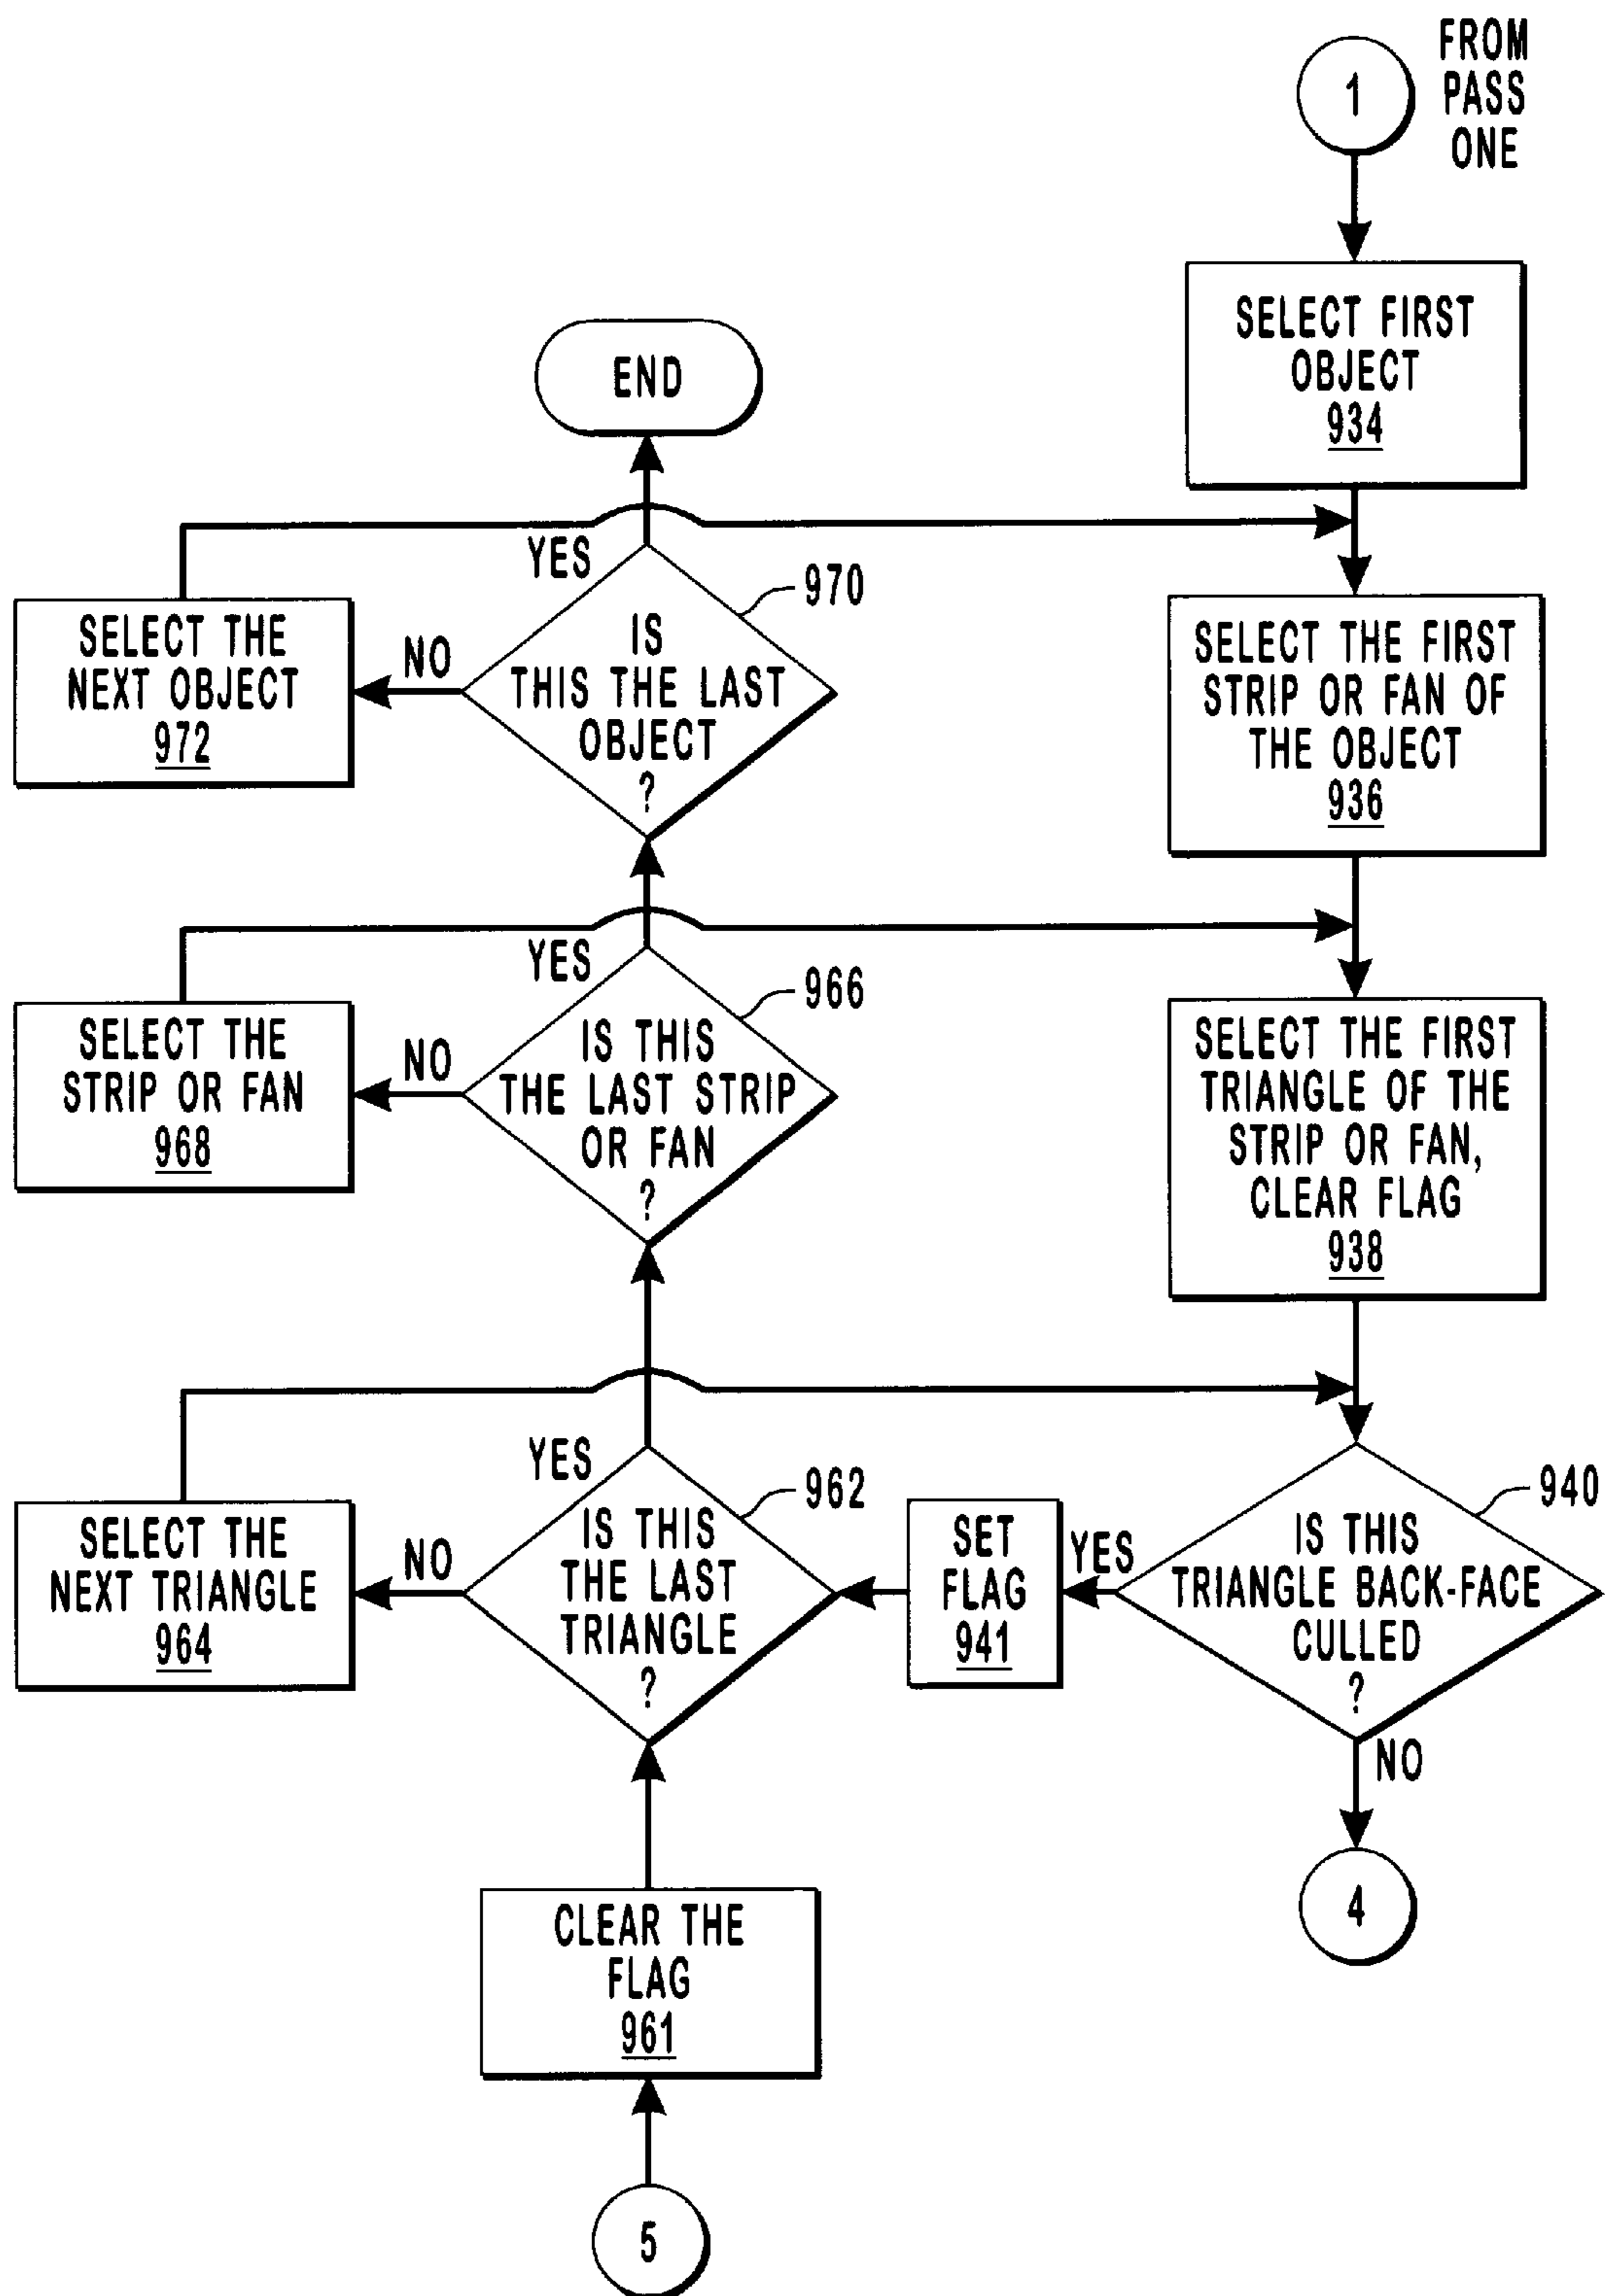 1
FROM
PASS
ONE
SELECT FIRST
OBJECT
934
END
YES
970
IS
THIS THE LAST
OBJECT
?
NO
SELECT THE
NEXT OBJECT
972
SELECT THE FIRST
STRIP OR FAN OF
THE OBJECT
936
YES
966
IS THIS
THE LAST STRIP
OR FAN
?
NO
SELECT THE
STRIP OR FAN
968
SELECT THE FIRST
TRIANGLE OF THE
STRIP OR FAN,
CLEAR FLAG
938
YES
962
IS THIS
THE LAST
TRIANGLE
?
NO
SELECT THE
NEXT TRIANGLE
964
SET
FLAG
941
YES
940
IS THIS
TRIANGLE BACK-FACE
CULLED
?
NO
4
CLEAR THE
FLAG
961
5